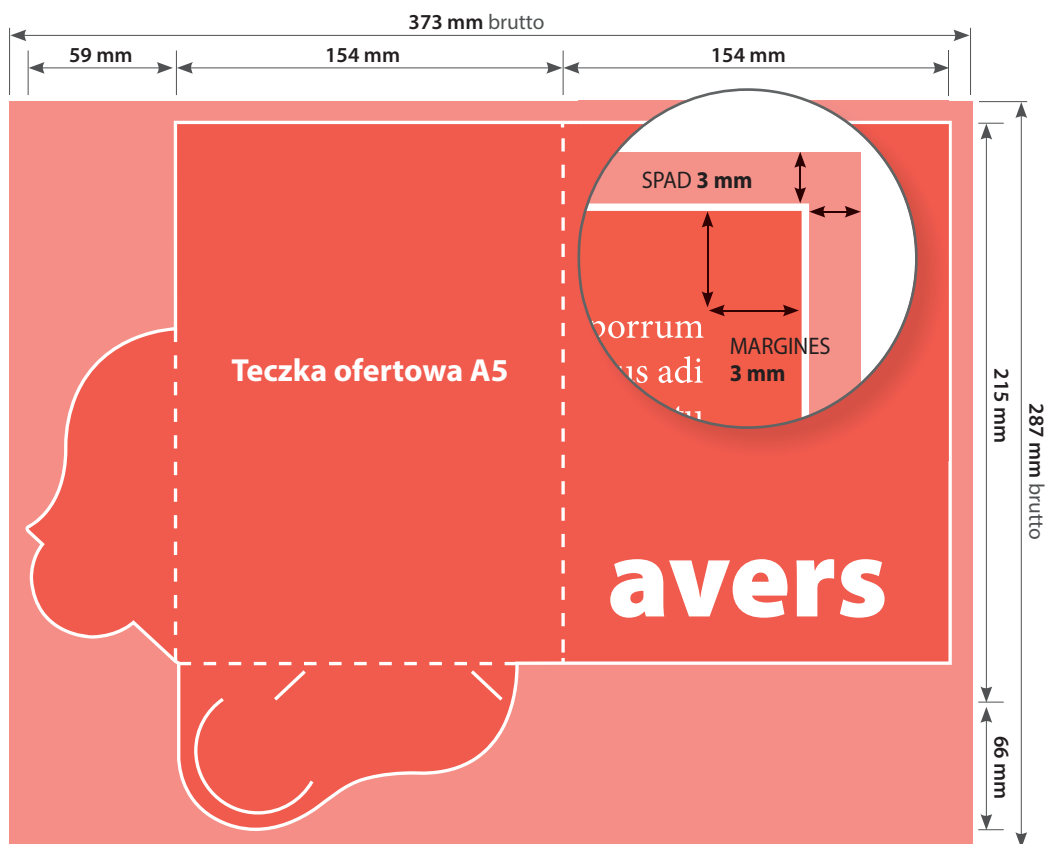 373 mm brutto
59 mm
154 mm
154 mm
SPAD 3 mm
porrum
us adi
MARGINES
3 mm
tu
Teczka ofertowa A5
215 mm
287 mm brutto
avers
66 mm